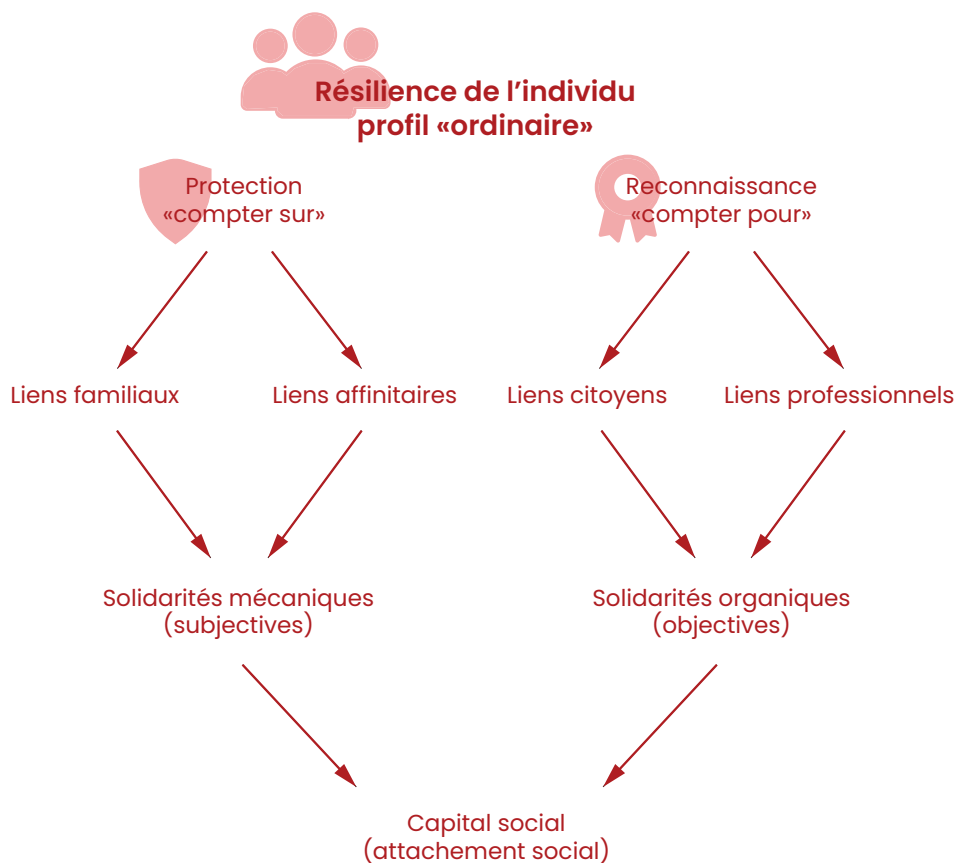 Résilience de l’individu
profil «ordinaire»
Protection
«compter sur»
Reconnaissance
«compter pour»
Liens familiaux
Liens affinitaires
Liens citoyens
Liens professionnels
Solidarités mécaniques
(subjectives)
Solidarités organiques
(objectives)
Capital social
(attachement social)